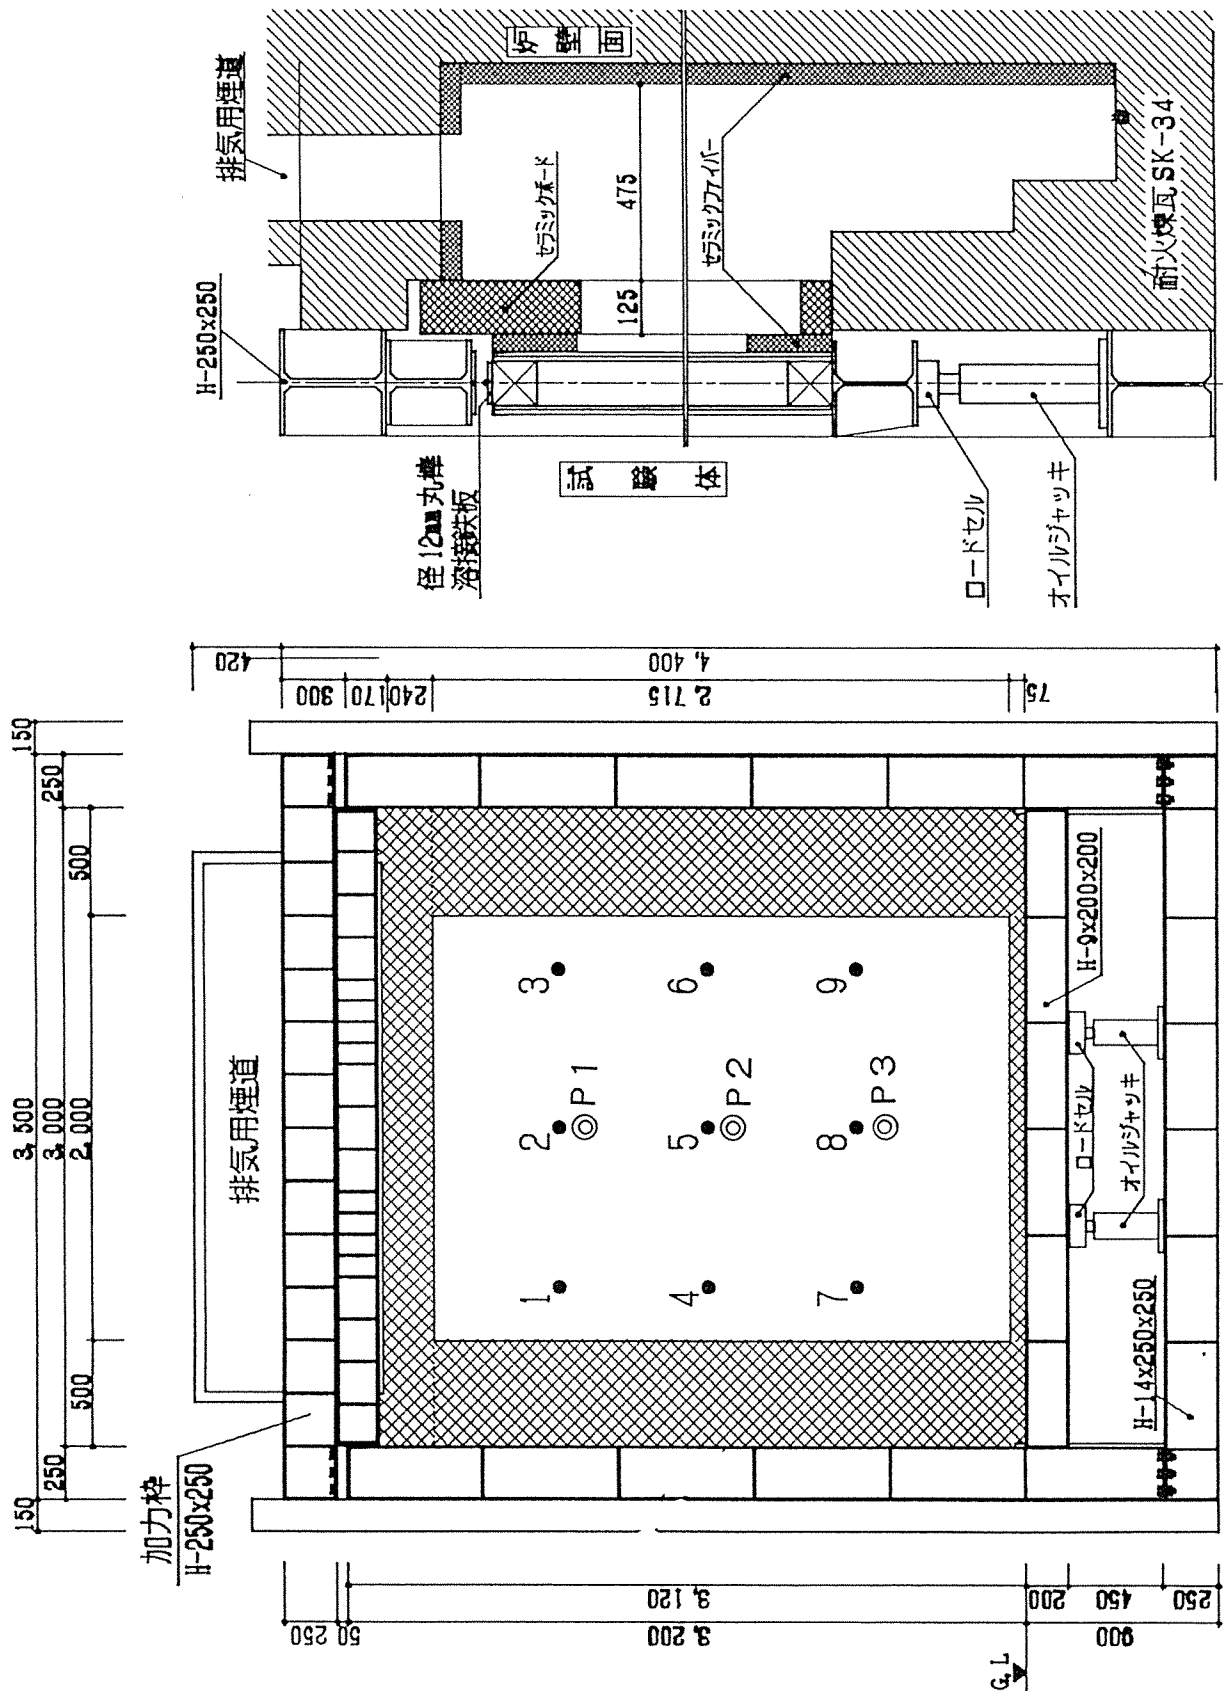 150
3,500
150
250
3,000
250
500
2,000
500
排気用煙道
加力枠
H-250x250
420
300
170
240
2,715
75
4,400
250
50
3,200
3,120
200
450
250
900
G.L
1
2
3
P1
4
5
6
P2
7
8
9
P3
H-9x200x200
ロードセル
オイルジャッキ
H-14x250x250
排気用煙道
H-250x250
炉壁面
セラミックボード
475
125
セラミックファイバー
耐火煉瓦SK-34
径12mm丸棒
溶接鉄板
試験体
ロードセル
オイルジャッキ